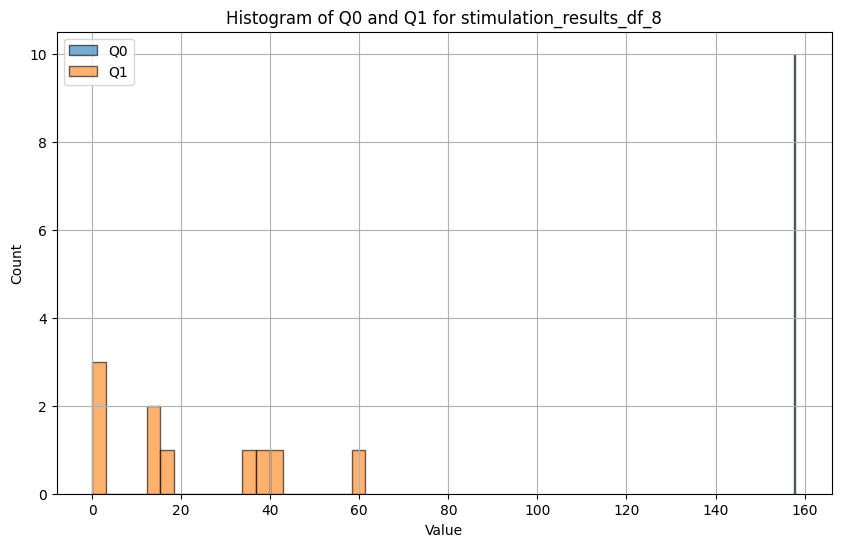 Histogram of Q0 and Q1 for stimulation_results_df_8
Q0
Q1
10
8
6
4
2
0
Count
0 20 40 60 80 100 120 140 160
Value